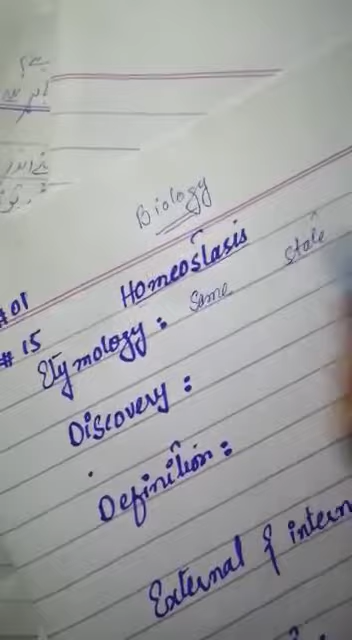 Biology
#01
Homeostasis
#15
Etymology: Same State
Discovery:
Definition:
External & intern